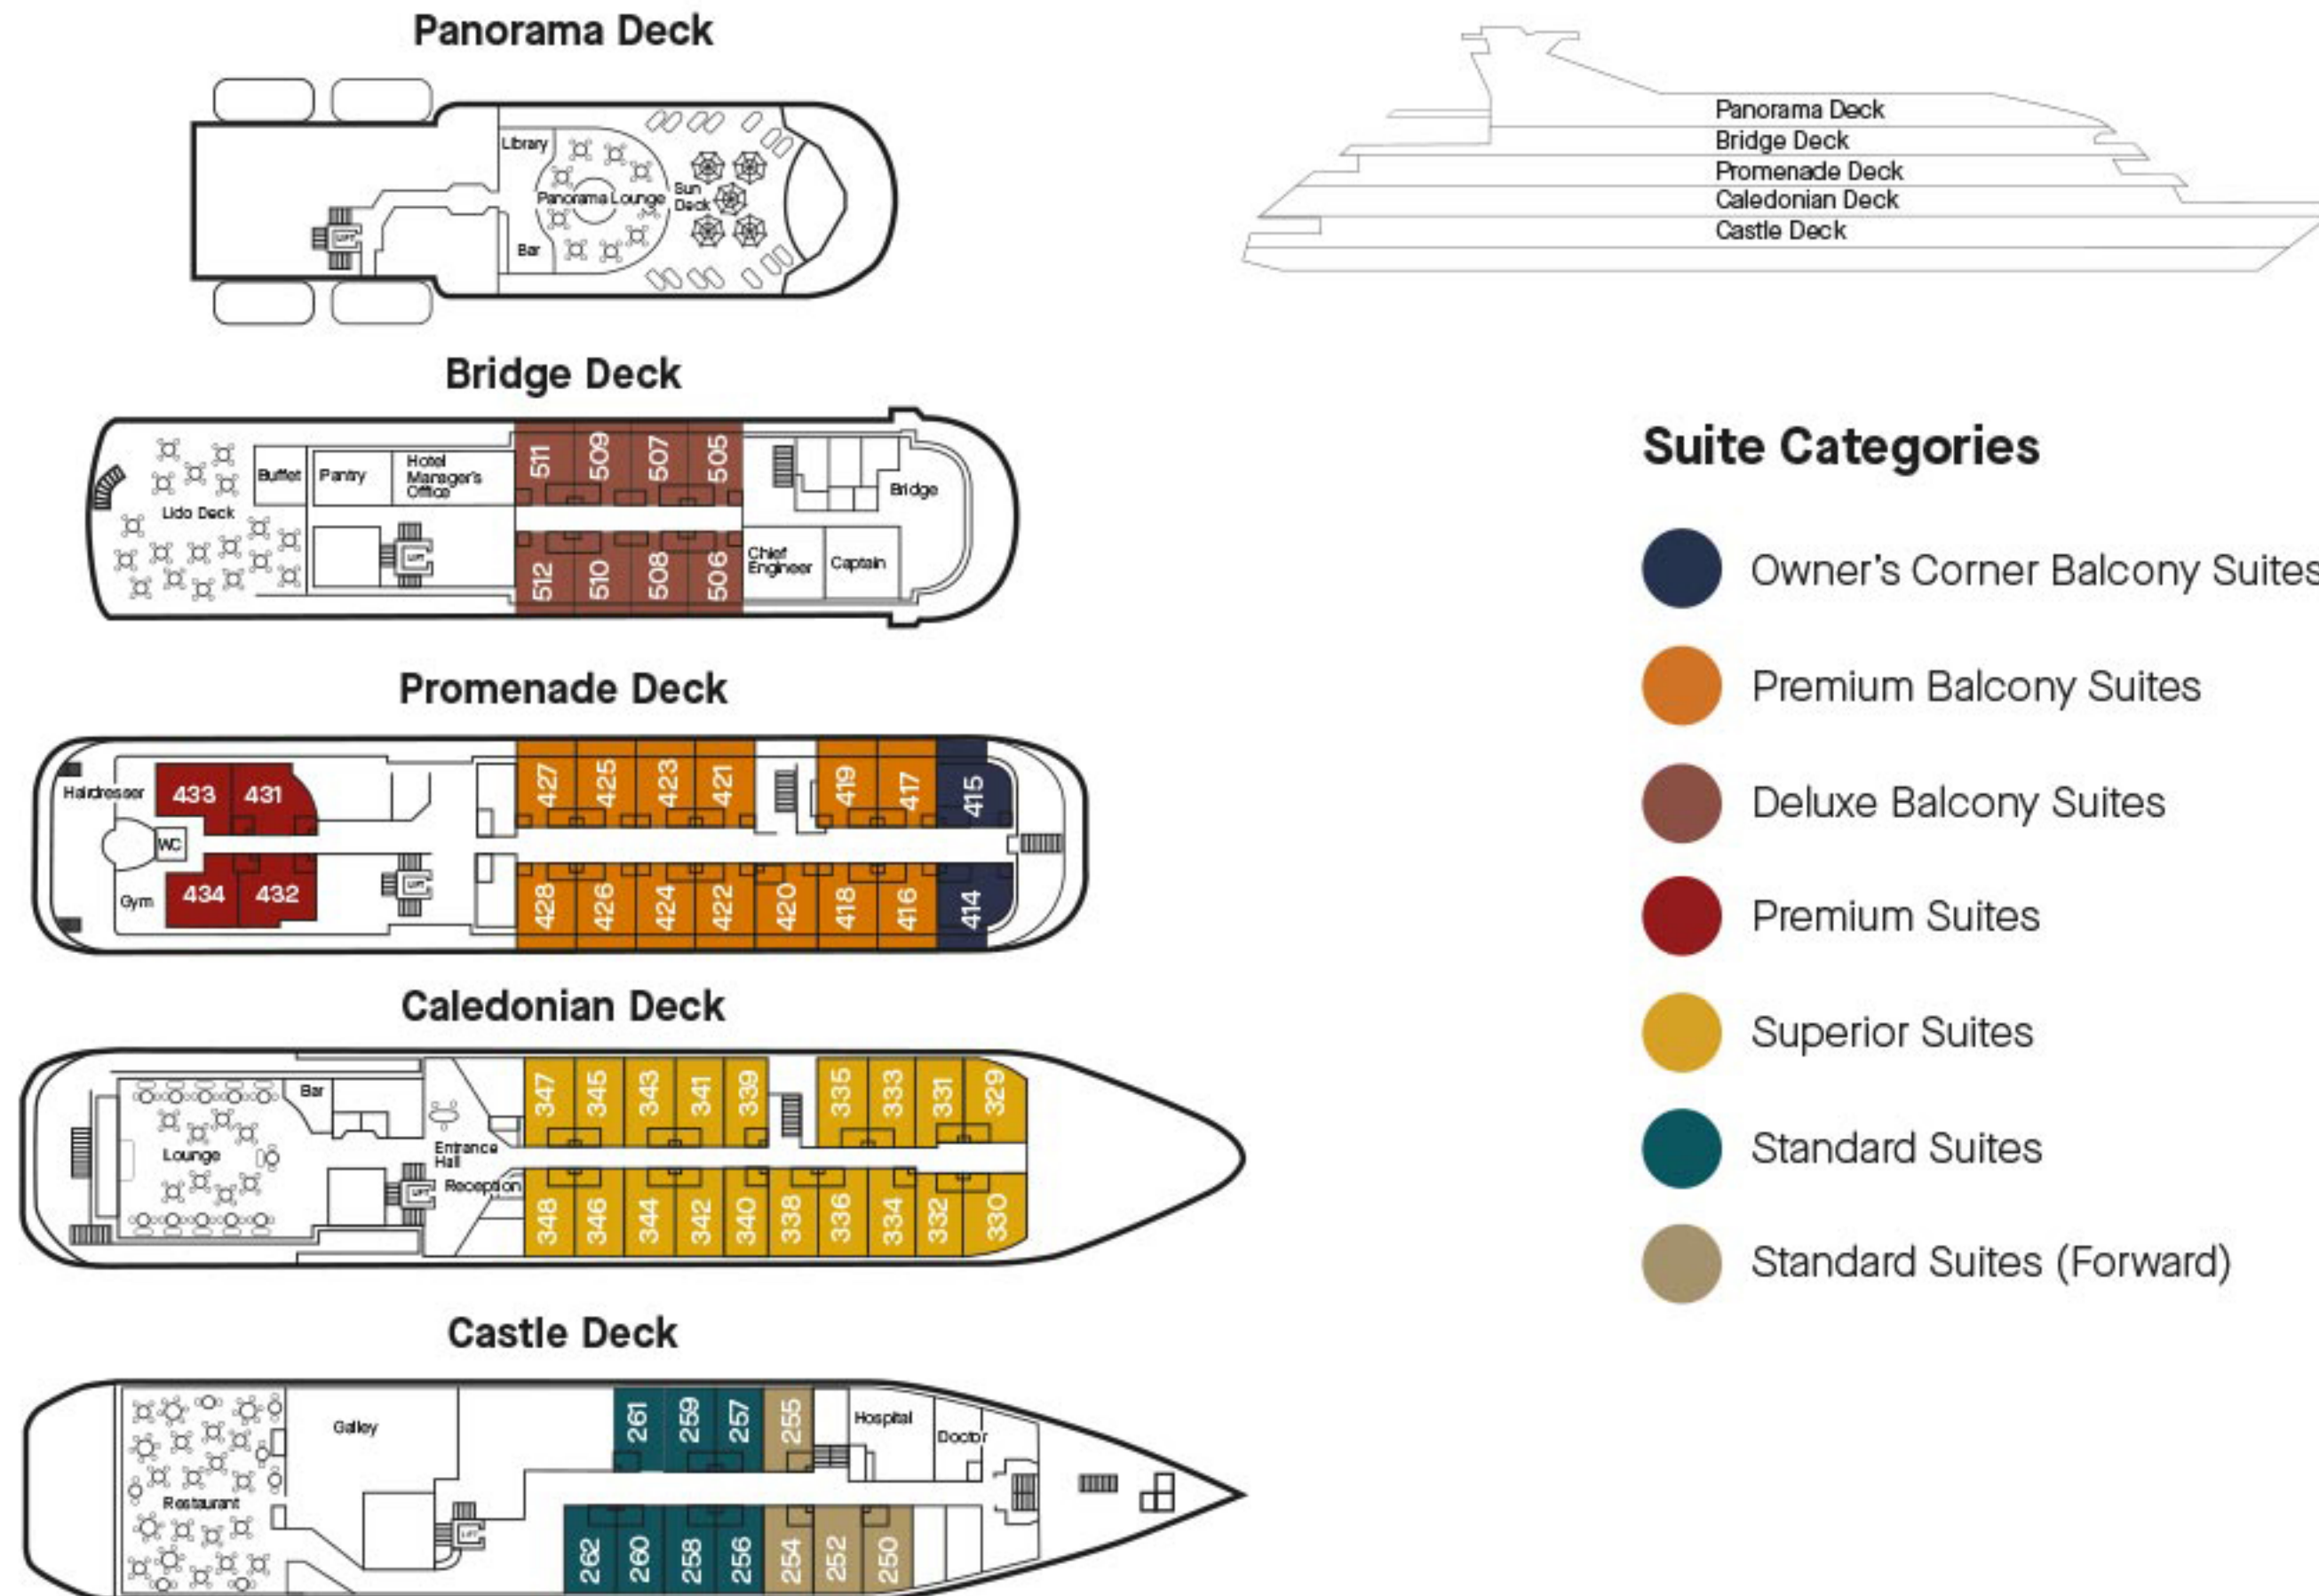 Panorama Deck
Library
Panorama Lounge
Sun
Deck
Bar
LIFT
Panorama Deck
Bridge Deck
Promenade Deck
Caledonian Deck
Castle Deck
Bridge Deck
511
509
507
505
Buffet
Pantry
Hotel
Manager's
Office
Bridge
Lido Deck
LIFT
Chief
Engineer
Captain
512
510
508
506
Suite Categories
Owner's Corner Balcony Suites
Premium Balcony Suites
Deluxe Balcony Suites
Premium Suites
Superior Suites
Standard Suites
Standard Suites (Forward)
Promenade Deck
Hairdresser
433
431
427
425
423
421
419
417
415
WC
Gym
434
432
LIFT
428
426
424
422
420
418
416
414
Caledonian Deck
Bar
347
345
343
341
339
335
333
331
329
Lounge
Entrance
Hall
LIFT
Reception
348
346
344
342
340
338
336
334
332
330
Castle Deck
Galley
261
259
257
255
Hospital
Doctor
Restaurant
LIFT
262
260
258
256
254
252
250